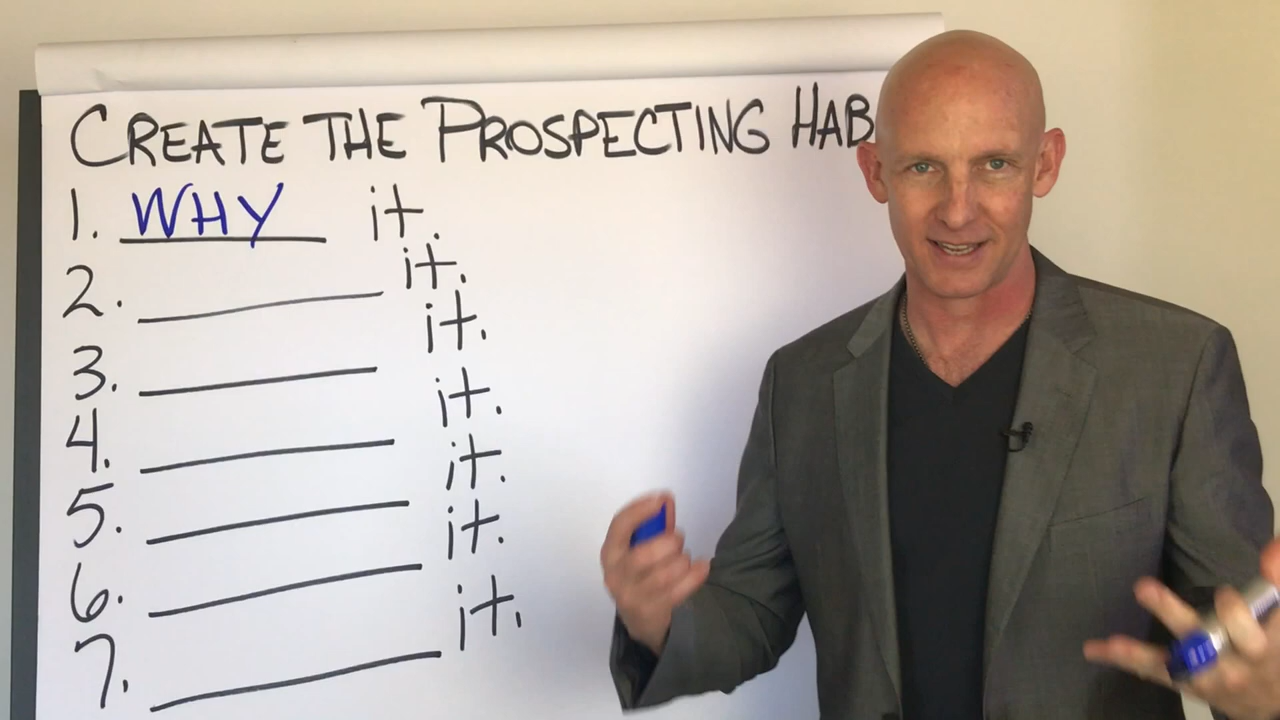 CREATE THE PROSPECTING HAB
1. WHY it.
2. it.
3. it.
4. it.
5. it.
6. it.
7. it.